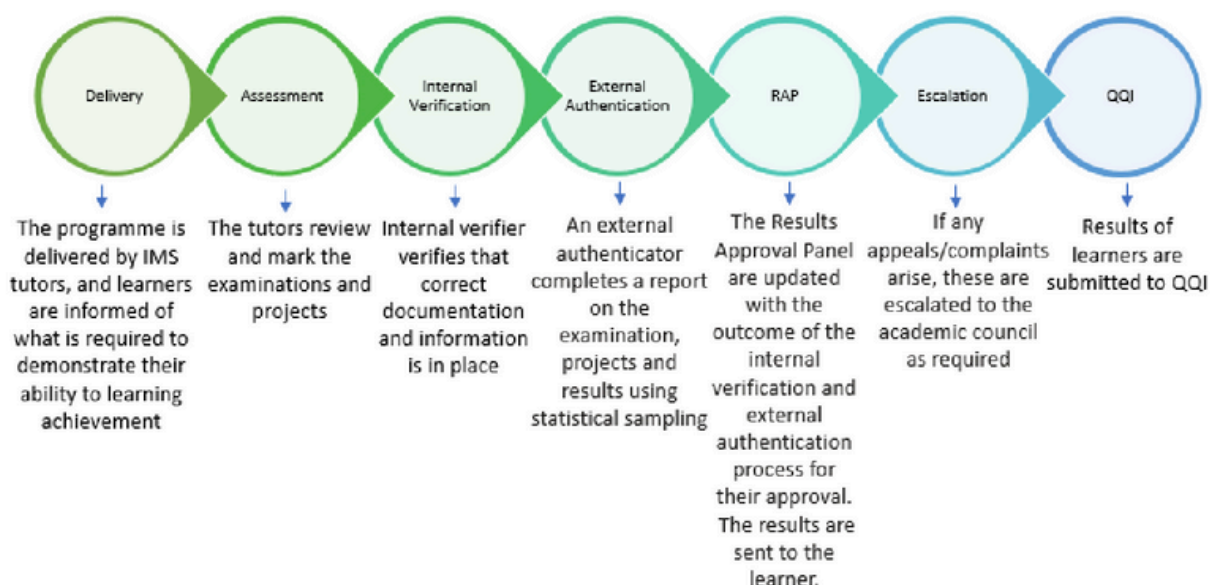 Delivery
Assessment
Internal
Verification
External
Authentication
RAP
Escalation
QQI
The programme is
delivered by IMS
tutors, and learners
are informed of
what is required to
demonstrate their
ability to learning
achievement
The tutors review
and mark the
examinations and
projects
Internal verifier
verifies that
correct
documentation
and information
is in place
An external
authenticator
completes a report
on the
examination,
projects and
results using
statistical sampling
The Results
Approval Panel
are updated
with the
outcome of the
internal
verification and
external
authentication
process for
their approval.
The results are
sent to the
learner.
If any
appeals/complaints
arise, these are
escalated to the
academic council
as required
Results of
learners are
submitted to QQI